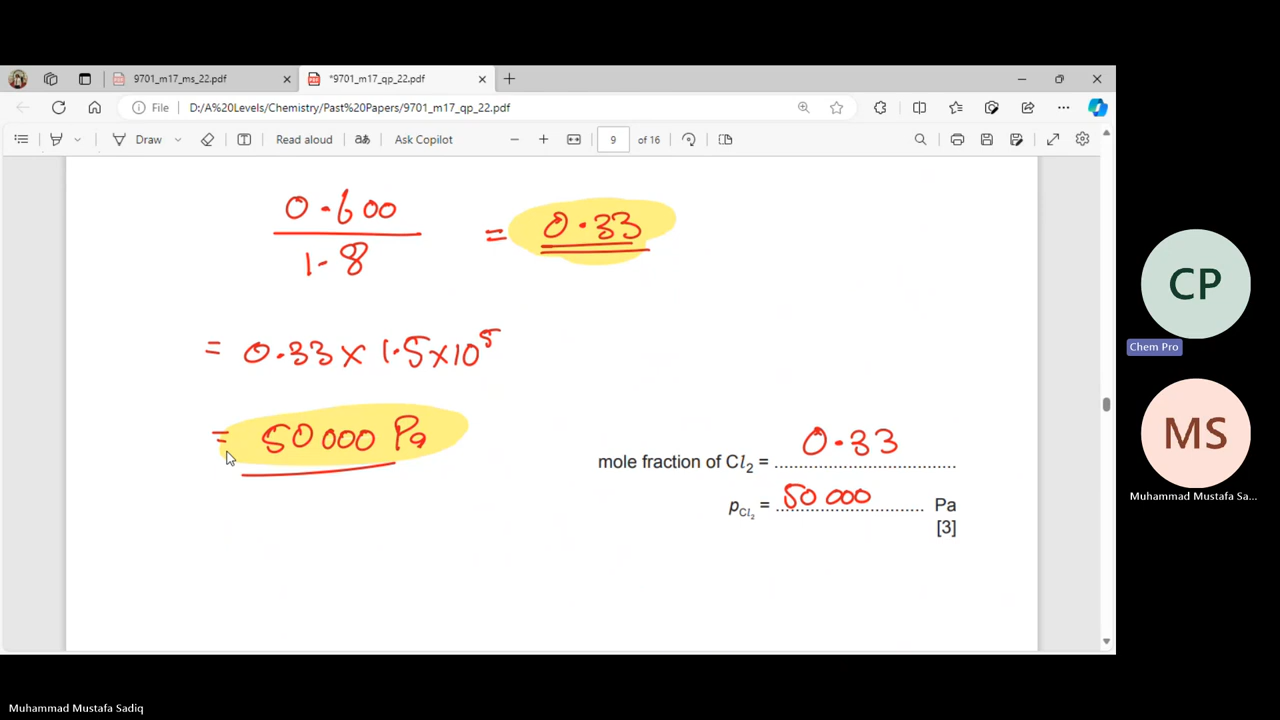 9701_m17_ms_22.pdf
*9701_m17_qp_22.pdf
File
D:/A%20Levels/Chemistry/Past%20Papers/9701_m17_qp_22.pdf
Draw
Read aloud
Ask Copilot
9
of 16
0.600
1.8
= 0.33
= 0.33 x 1.5 x 10^5
= 50 000 Pa
mole fraction of Cl2 = 0.33
pCl2 = 50 000 Pa
[3]
CP
Chem Pro
MS
Muhammad Mustafa Sa...
Muhammad Mustafa Sadiq